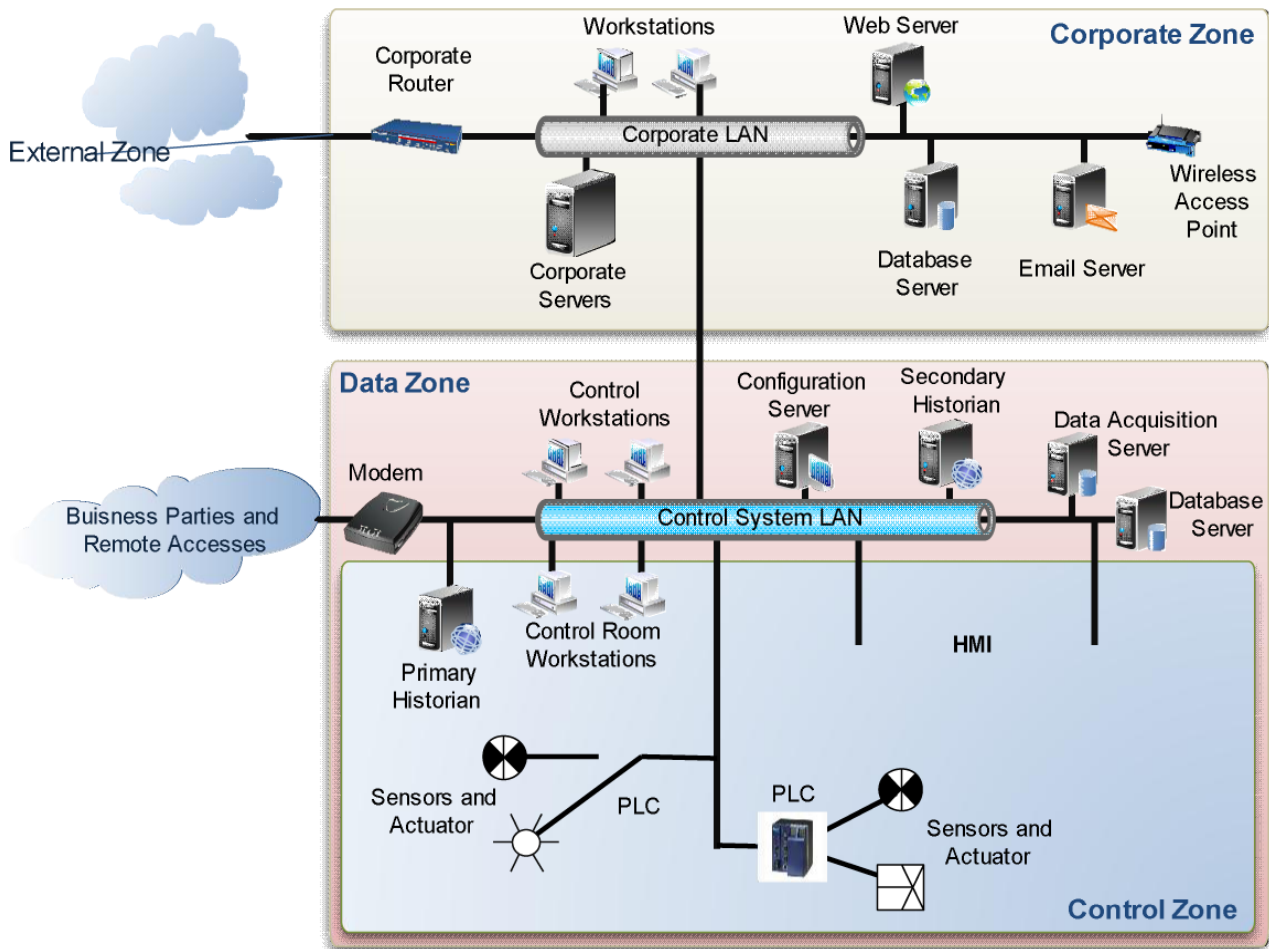 Corporate Zone
Workstations
Web Server
Corporate
Router
Corporate LAN
External Zone
Wireless
Access
Point
Corporate
Servers
Database
Server
Email Server
Data Zone
Control
Workstations
Configuration
Server
Secondary
Historian
Data Acquisition
Server
Modem
Database
Server
Buisness Parties and
Remote Accesses
Control System LAN
Control Room
Workstations
HMI
Primary
Historian
Sensors and
Actuator
PLC
PLC
Sensors and
Actuator
Control Zone